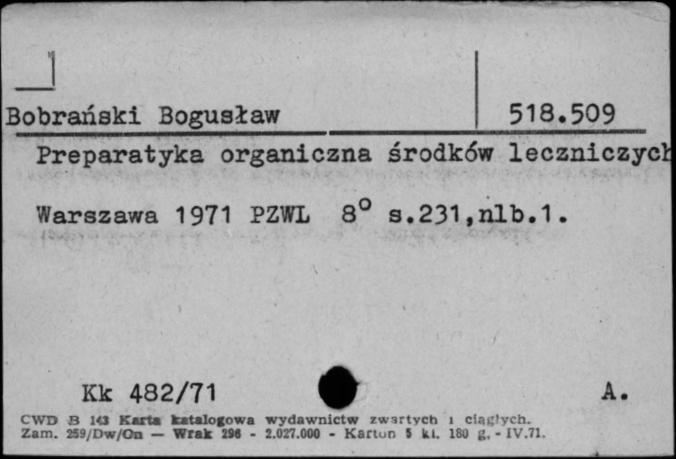 Bobrański Bogusław 518.509
Preparatyka organiczna środków leczniczych
Warszawa 1971 PZWL 8° s.231,nlb.1.
Kk 482/71 A.
CWD B 143 Karta katalogowa wydawnictw zwartych i ciągłych.
Zam. 259/Dw/On — Wrak 296 - 2.027.000 - Karton 5 kl. 180 g. - IV.71.